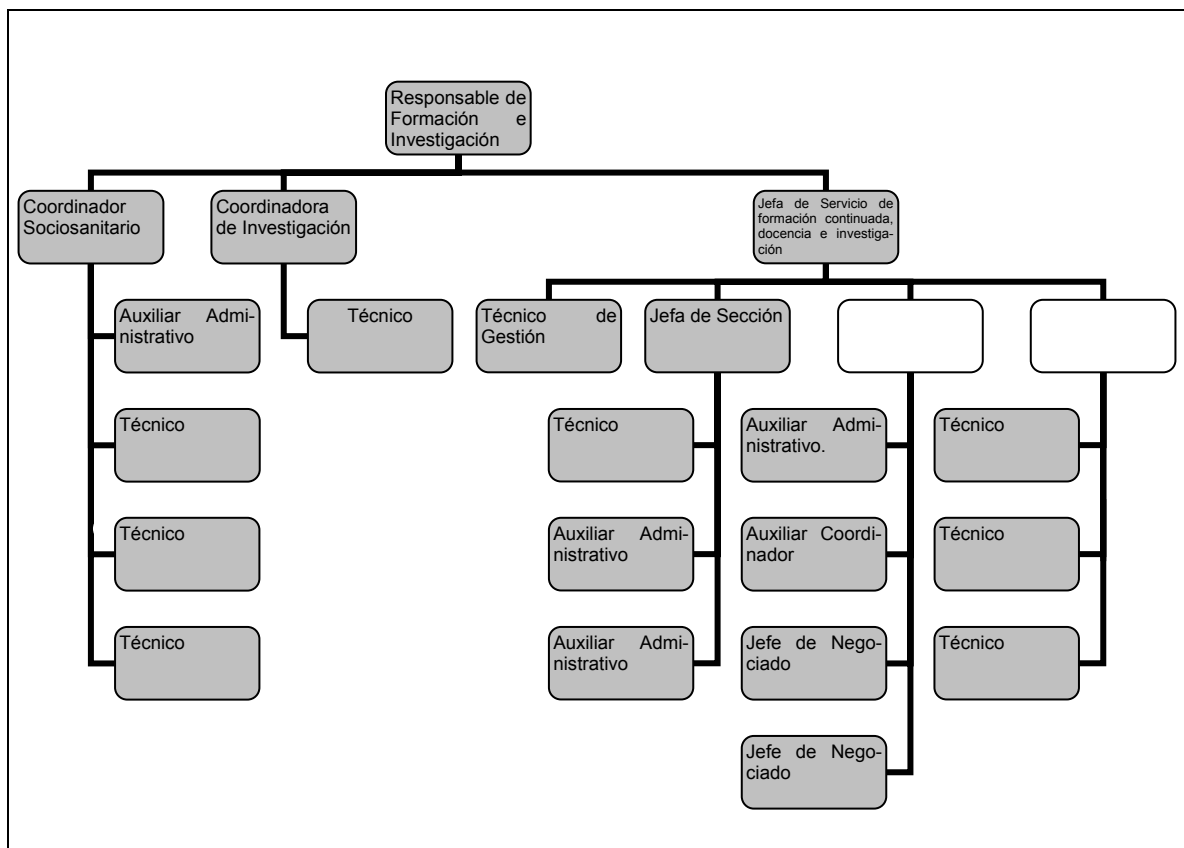 Responsable de
Formación e
Investigación
Coordinador
Sociosanitario
Coordinadora
de Investigación
Jefa de Servicio de
formación continuada,
docencia e investiga-
ción
Auxiliar Admi-
nistrativo
Técnico
Técnico de
Gestión
Jefa de Sección
Técnico
Técnico
Auxiliar Admi-
nistrativo.
Técnico
Técnico
Auxiliar Admi-
nistrativo
Auxiliar Coordi-
nador
Técnico
Técnico
Auxiliar Admi-
nistrativo
Jefe de Nego-
ciado
Técnico
Jefe de Nego-
ciado